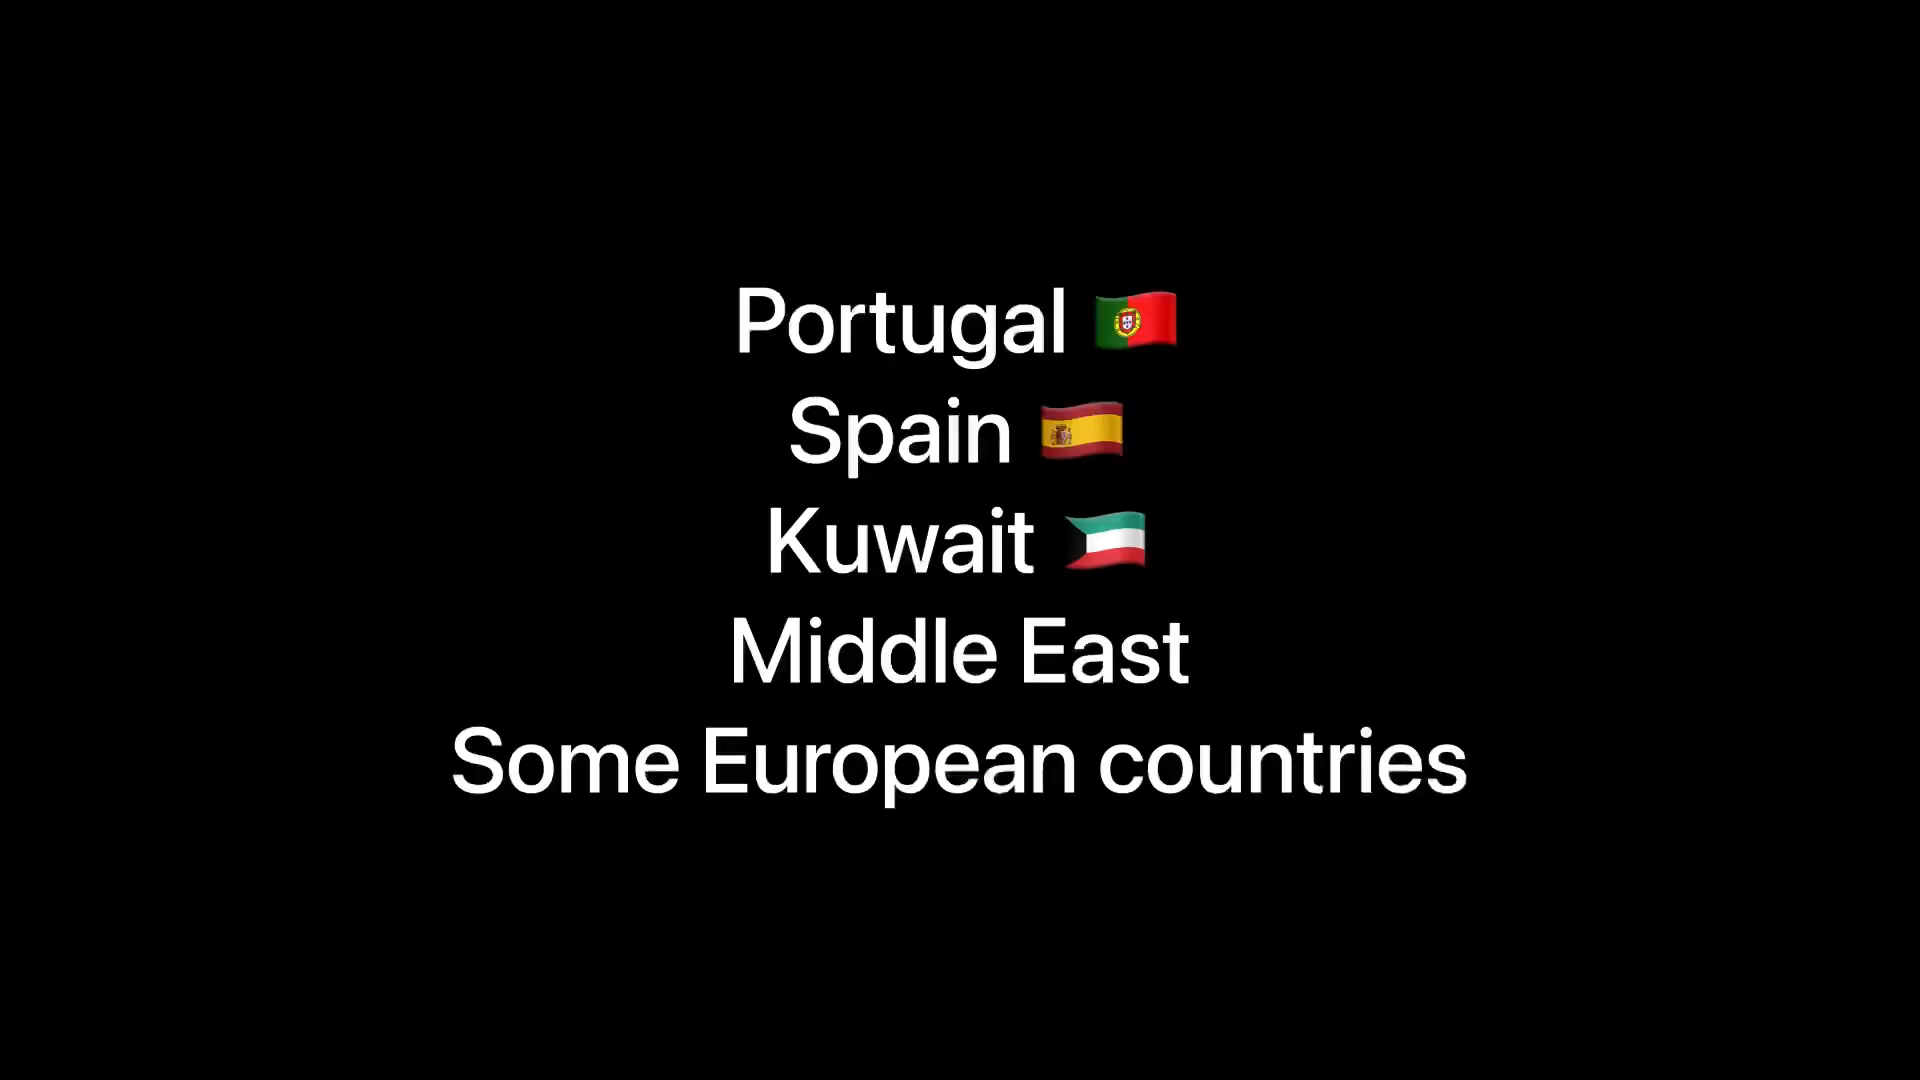 Portugal 🇵🇹
Spain 🇪🇸
Kuwait 🇰🇼
Middle East
Some European countries